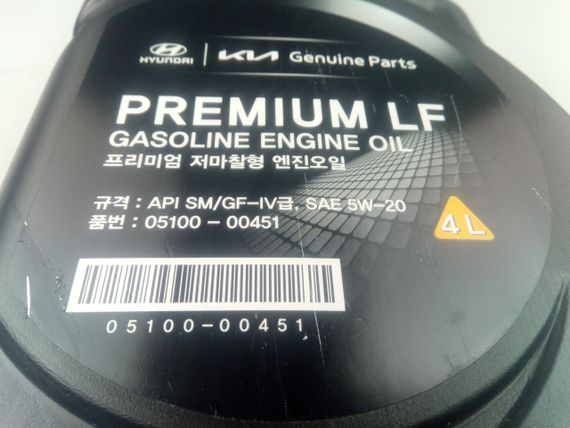 HYUNDAI | KIA Genuine Parts
PREMIUM LF
GASOLINE ENGINE OIL
프리미엄 저마찰형 엔진오일
규격 : API SM/GF-IV급, SAE 5W-20
품번 : 05100 - 00451
4 L
05100-00451